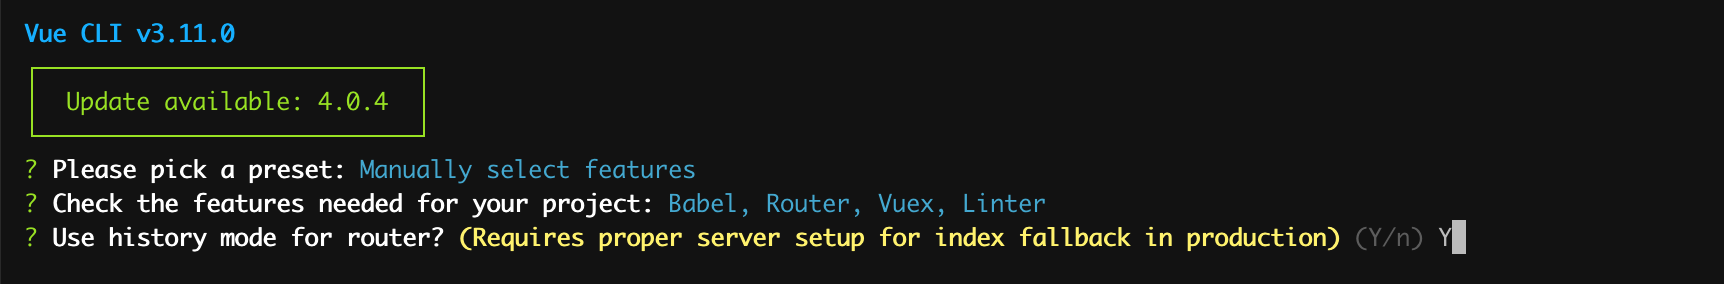 Vue CLI v3.11.0
Update available: 4.0.4
? Please pick a preset: Manually select features
? Check the features needed for your project: Babel, Router, Vuex, Linter
? Use history mode for router? (Requires proper server setup for index fallback in production) (Y/n) Y